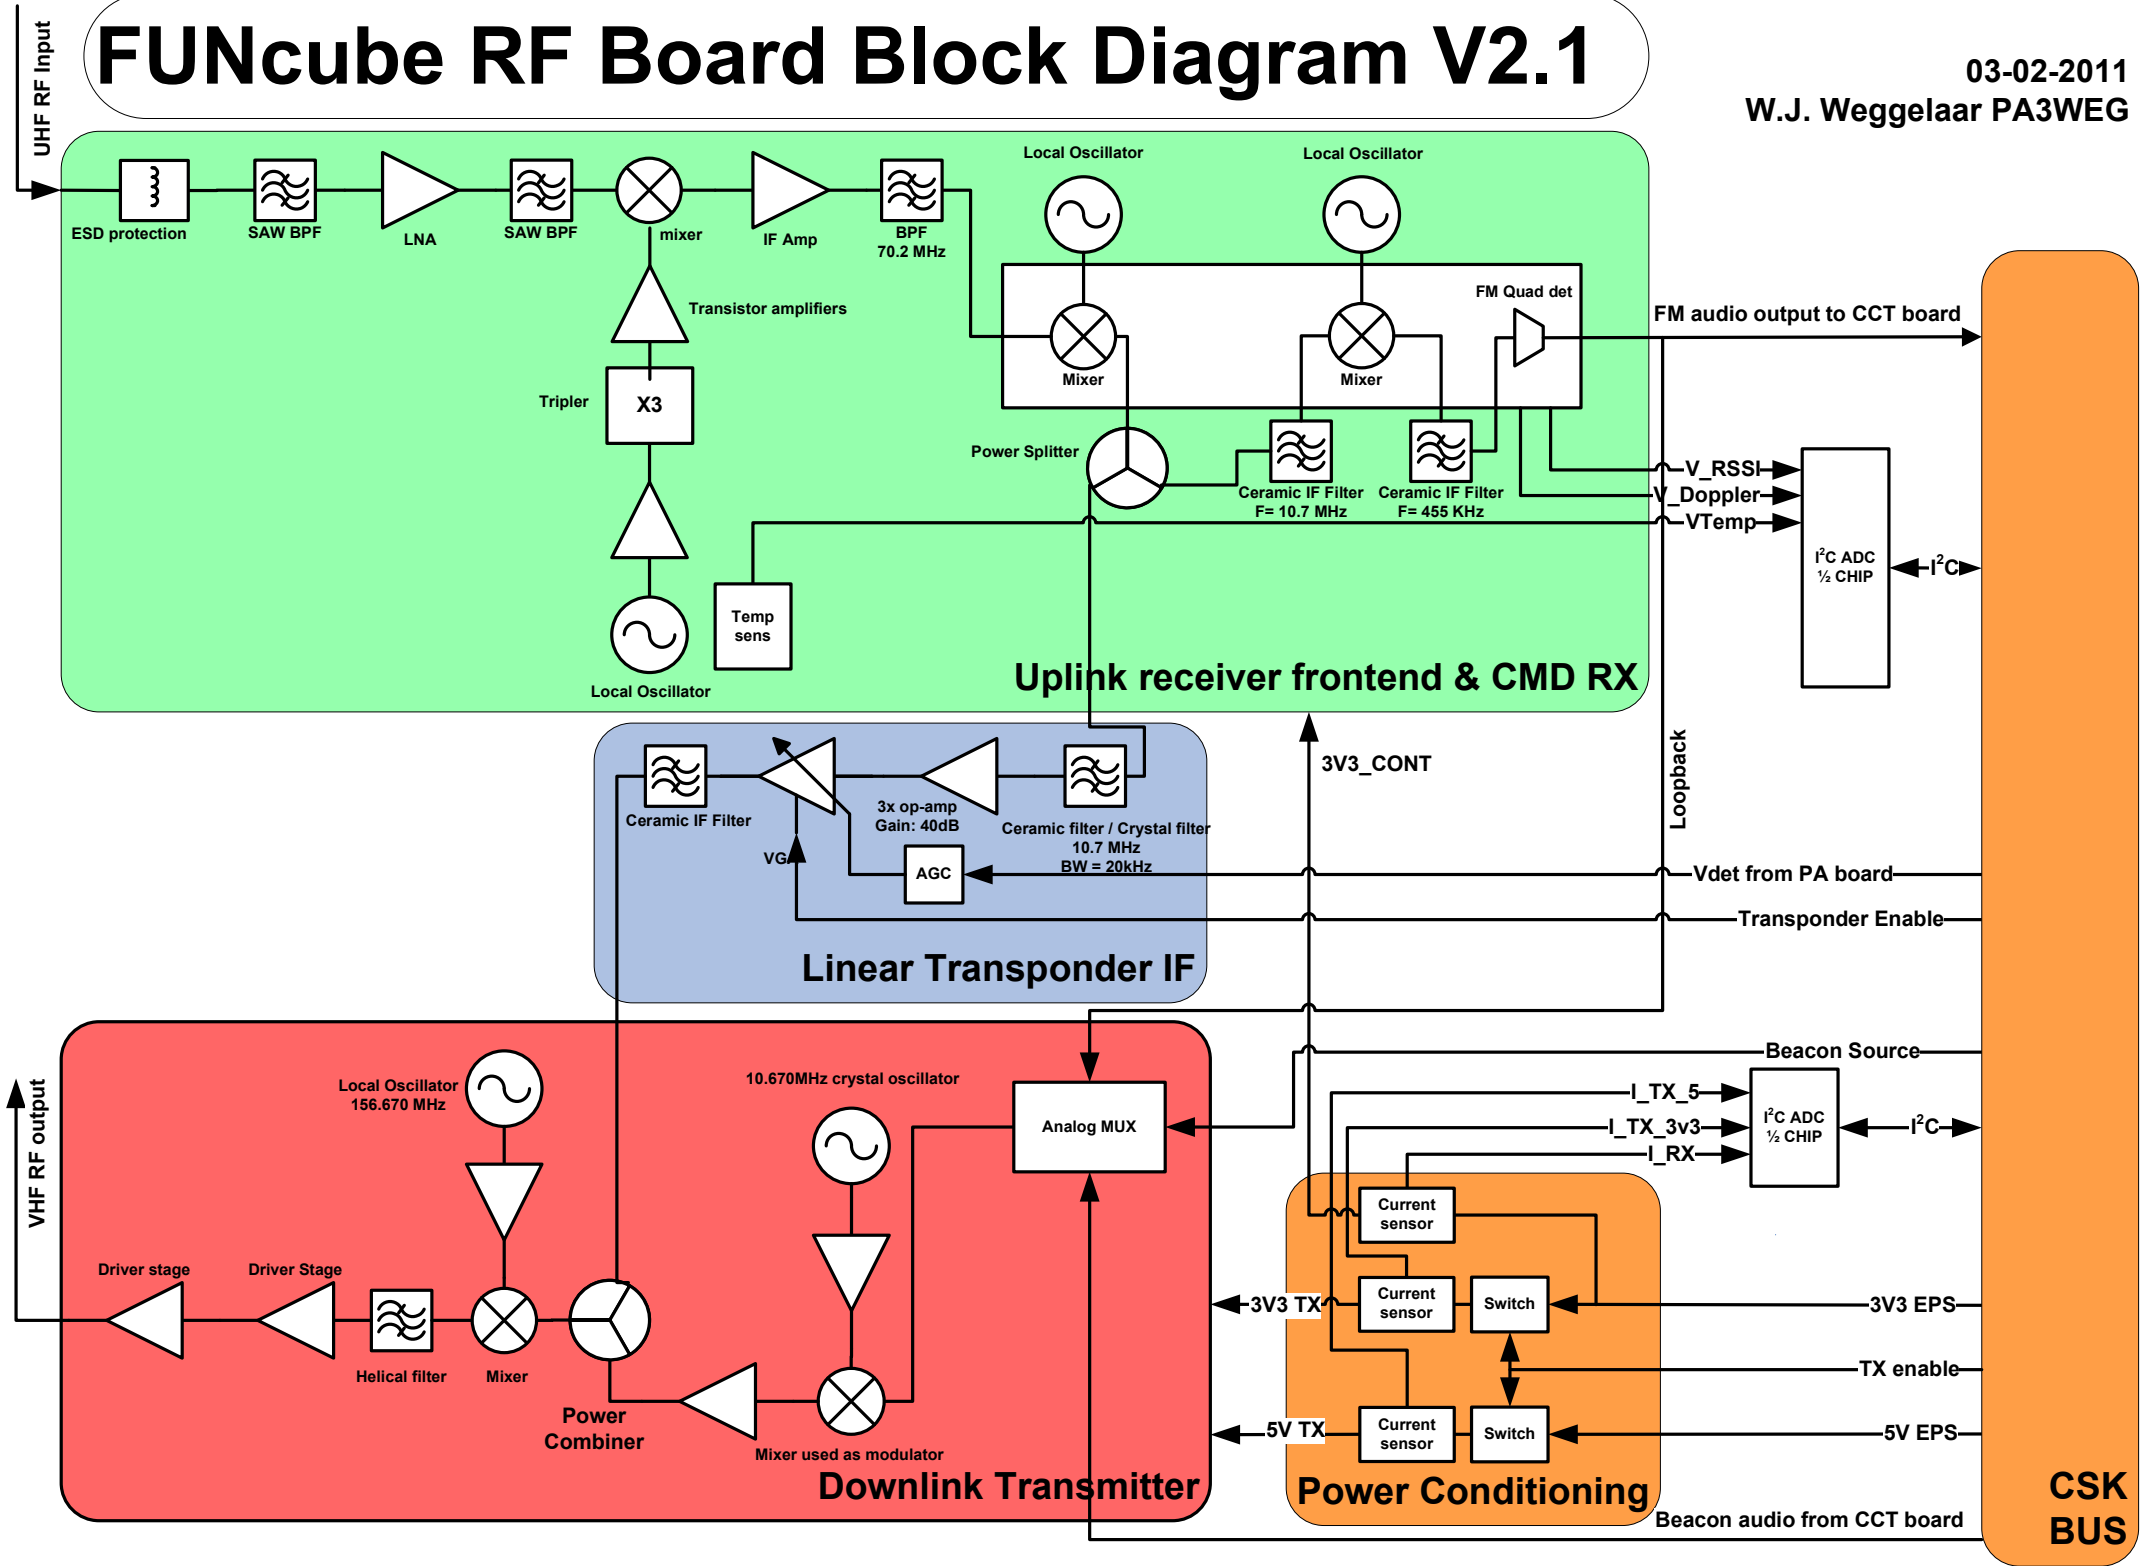 FUNcube RF Board Block Diagram V2.1
03-02-2011
W.J. Weggelaar PA3WEG
UHF RF Input
Local Oscillator
Local Oscillator
ESD protection
SAW BPF
LNA
SAW BPF
mixer
IF Amp
BPF
70.2 MHz
Transistor amplifiers
FM Quad det
FM audio output to CCT board
Mixer
Mixer
Tripler
X3
Power Splitter
Ceramic IF Filter
F= 10.7 MHz
Ceramic IF Filter
F= 455 KHz
V_RSSI
V_Doppler
VTemp
I²C ADC
½ CHIP
I²C
Temp
sens
Local Oscillator
Uplink receiver frontend & CMD RX
3V3_CONT
Loopback
Ceramic IF Filter
3x op-amp
Gain: 40dB
Ceramic filter / Crystal filter
10.7 MHz
BW = 20kHz
VG
AGC
Vdet from PA board
Transponder Enable
Linear Transponder IF
VHF RF output
Local Oscillator
156.670 MHz
10.670MHz crystal oscillator
Analog MUX
Beacon Source
I_TX_5
I_TX_3v3
I_RX
I²C ADC
½ CHIP
I²C
Current
sensor
Driver stage
Driver Stage
Helical filter
Mixer
Power
Combiner
Mixer used as modulator
Downlink Transmitter
3V3 TX
Current
sensor
Switch
3V3 EPS
TX enable
5V TX
Current
sensor
Switch
5V EPS
Power Conditioning
Beacon audio from CCT board
CSK
BUS